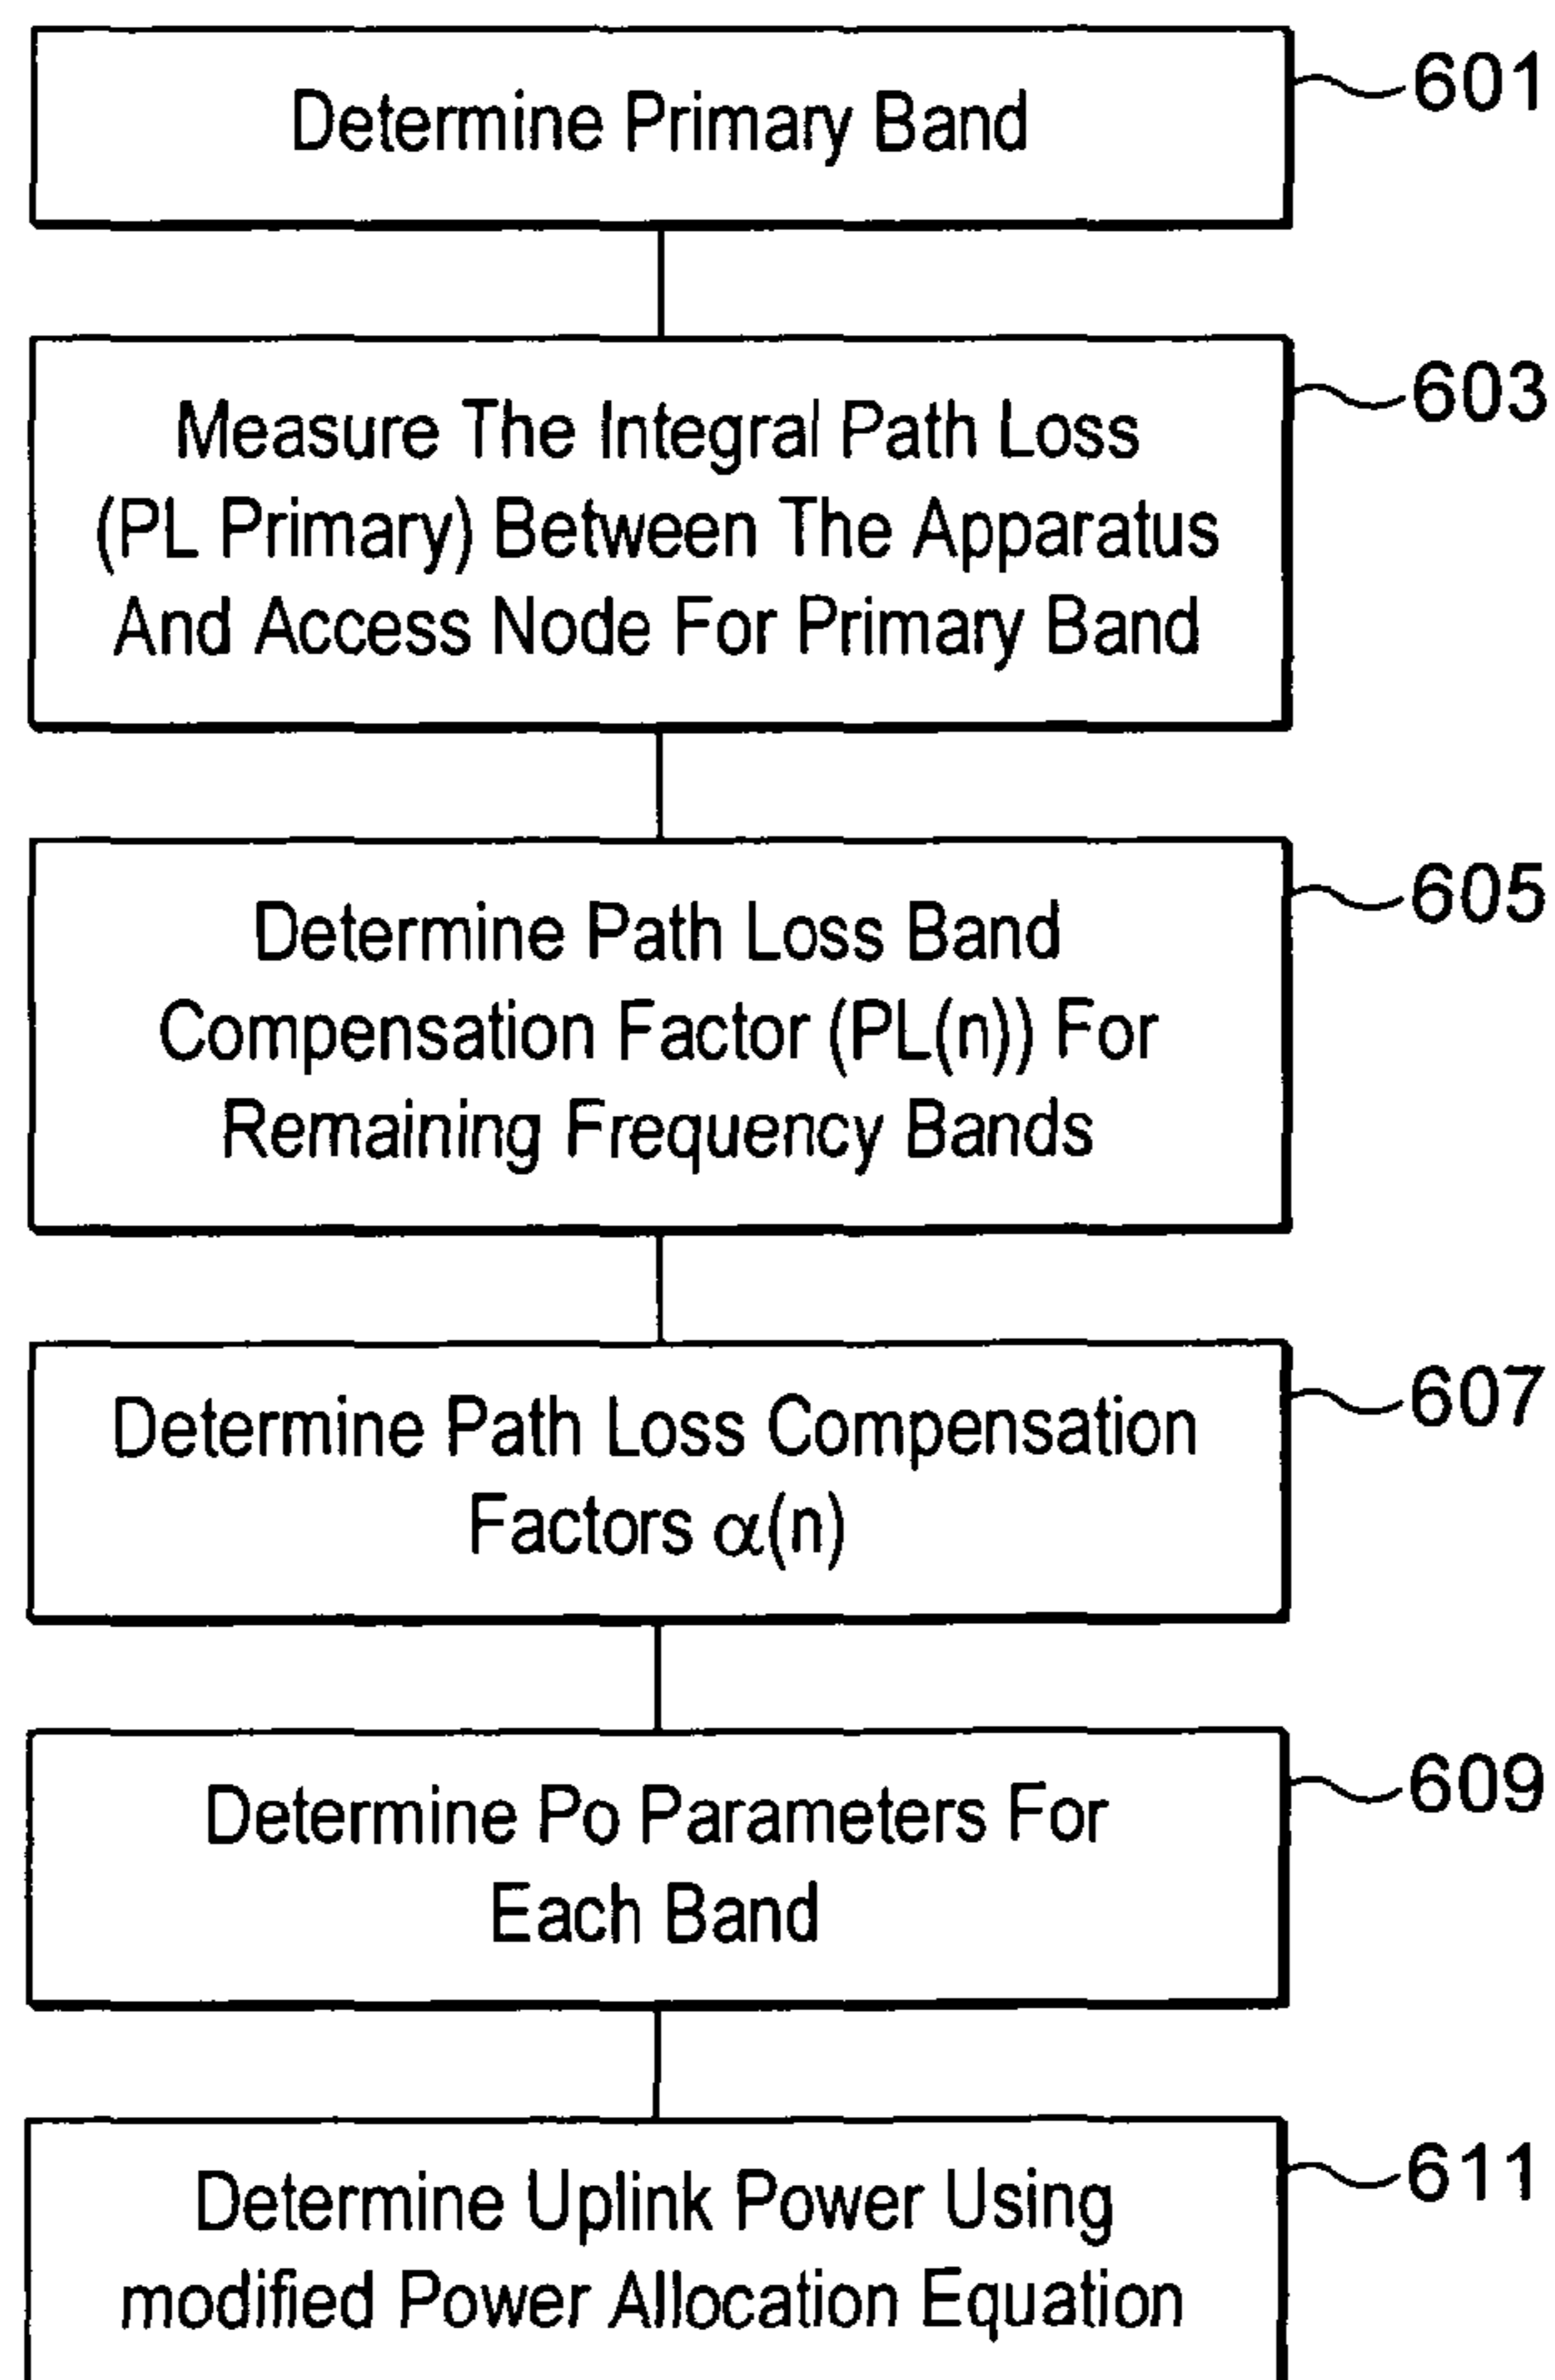 Determine Primary Band
601
Measure The Integral Path Loss
(PL Primary) Between The Apparatus
And Access Node For Primary Band
603
Determine Path Loss Band
Compensation Factor (PL(n)) For
Remaining Frequency Bands
605
Determine Path Loss Compensation
Factors α(n)
607
Determine Po Parameters For
Each Band
609
Determine Uplink Power Using
modified Power Allocation Equation
611